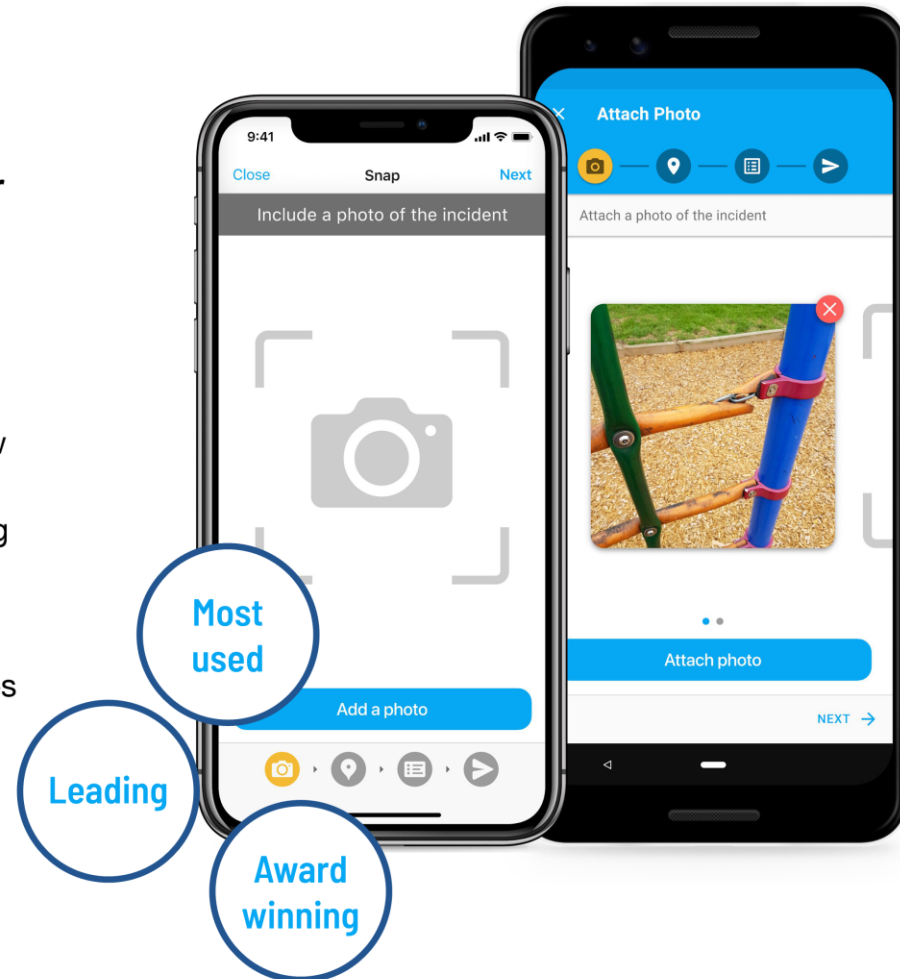 9:41
Close Snap Next
Include a photo of the incident
Add a photo
Attach Photo
Attach a photo of the incident
Attach photo
NEXT
Most
used
Leading
Award
winning